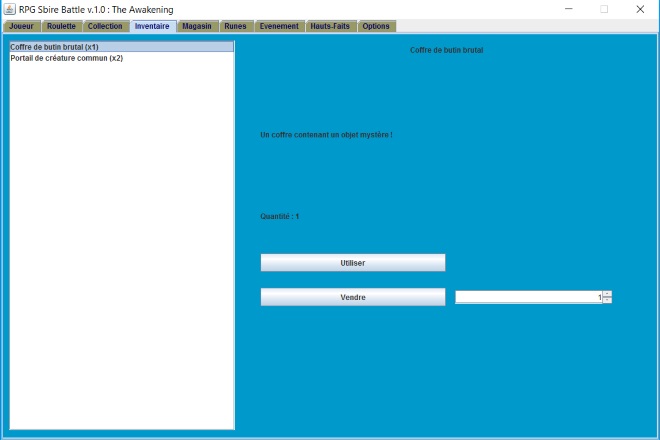 RPG Sbire Battle v.1.0 : The Awakening
Joueur Roulette Collection Inventaire Magasin Runes Evenement Hauts-Faits Options
Coffre de butin brutal (x1)
Portail de créature commun (x2)
Coffre de butin brutal
Un coffre contenant un objet mystère !
Quantité : 1
Utiliser
Vendre
1